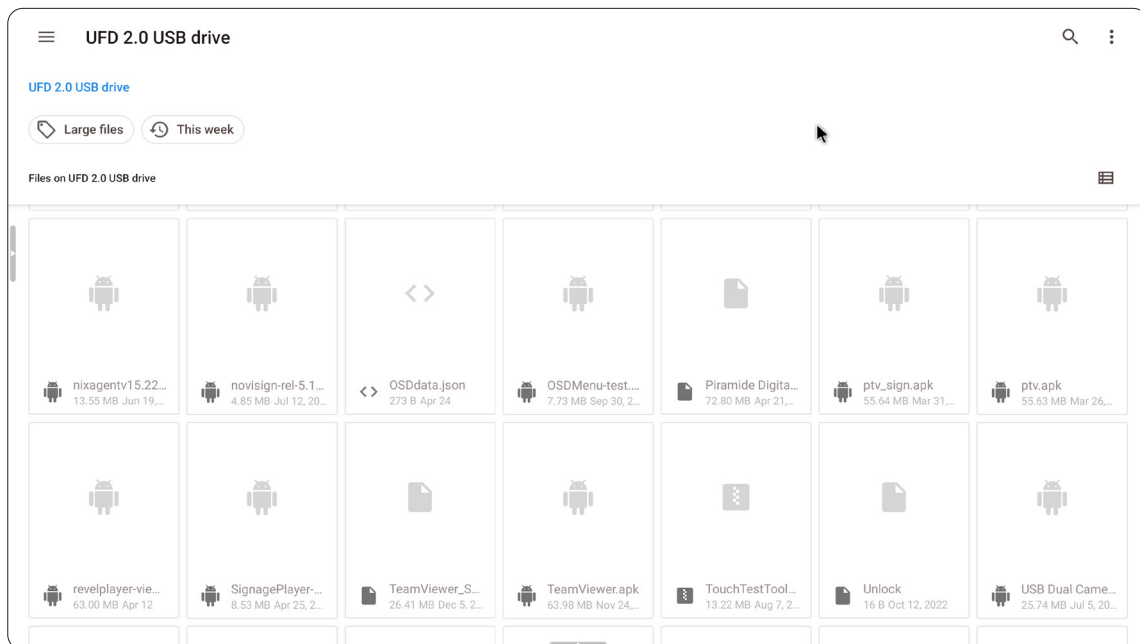 UFD 2.0 USB drive
UFD 2.0 USB drive
Large files
This week
Files on UFD 2.0 USB drive
nixagentv15.22...
13.55 MB Jun 19,...
novisign-rel-5.1...
4.85 MB Jul 12, 20...
OSDdata.json
273 B Apr 24
OSDMenu-test....
7.73 MB Sep 30, 2...
Piramide Digita...
72.80 MB Apr 21,...
ptv_sign.apk
55.64 MB Mar 31,...
ptv.apk
55.63 MB Mar 26,...
revelplayer-vie...
63.00 MB Apr 12
SignagePlayer-...
8.53 MB Apr 25, 2...
TeamViewer_S...
26.41 MB Dec 5, 2...
TeamViewer.apk
63.98 MB Nov 24,...
TouchTestTool...
13.22 MB Aug 7, 2...
Unlock
16 B Oct 12, 2022
USB Dual Came...
25.74 MB Jul 5, 20...